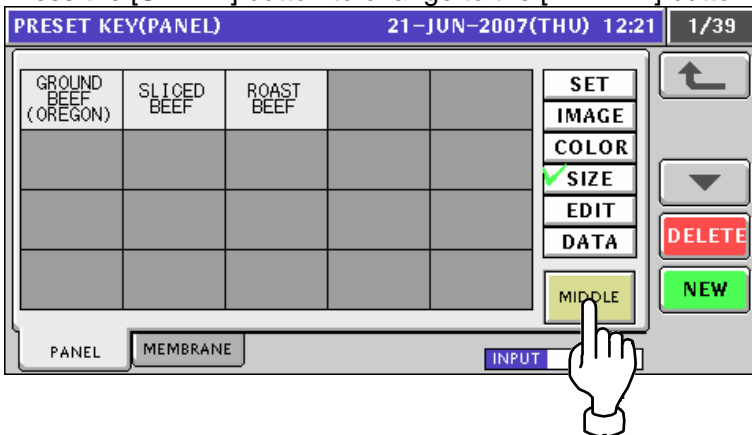 PRESET KEY(PANEL) 21-JUN-2007(THU) 12:21 1/39
GROUND
BEEF
(OREGON)
SLICED
BEEF
ROAST
BEEF
SET
IMAGE
COLOR
SIZE
EDIT
DATA
MIDDLE
DELETE
NEW
PANEL
MEMBRANE
INPUT